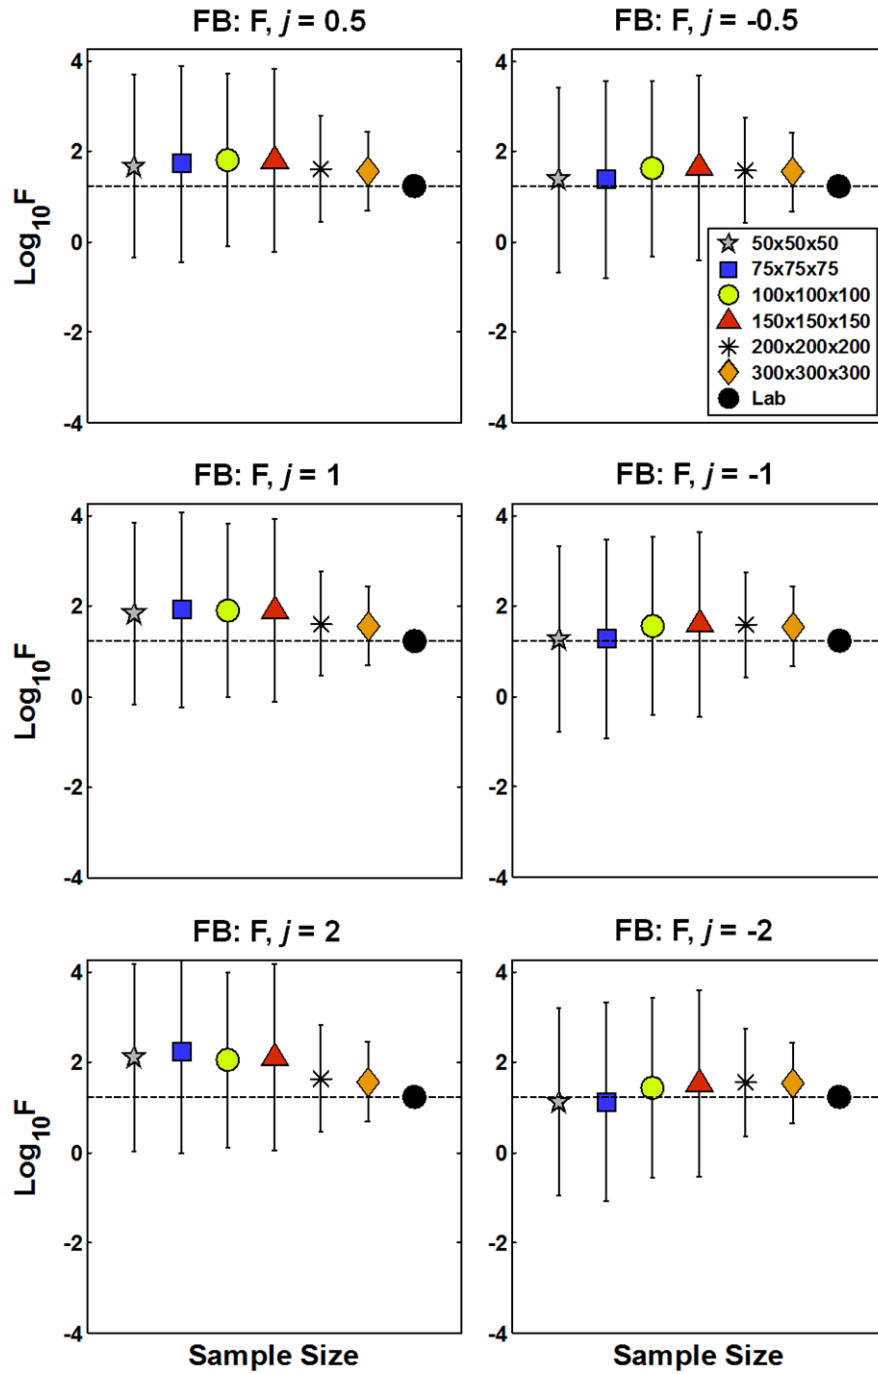 FB: F, j = 0.5
FB: F, j = -0.5
4
2
0
-2
-4
Log10F
4
2
0
-2
-4
50x50x50
75x75x75
100x100x100
150x150x150
200x200x200
300x300x300
Lab
FB: F, j = 1
FB: F, j = -1
4
2
0
-2
-4
Log10F
4
2
0
-2
-4
FB: F, j = 2
FB: F, j = -2
4
2
0
-2
-4
Log10F
4
2
0
-2
-4
Sample Size
Sample Size